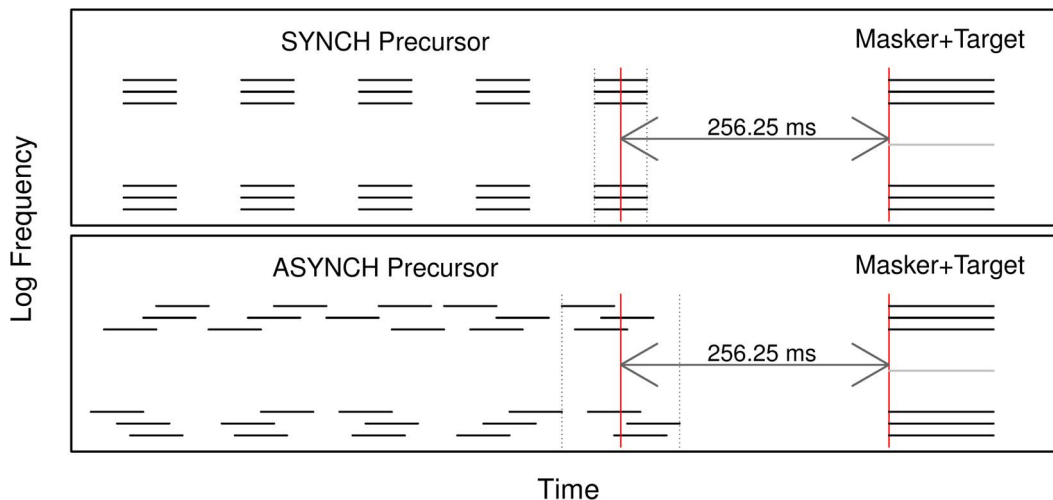 SYNCH Precursor
Masker+Target
256.25 ms
Log Frequency
ASYNCH Precursor
Masker+Target
256.25 ms
Time